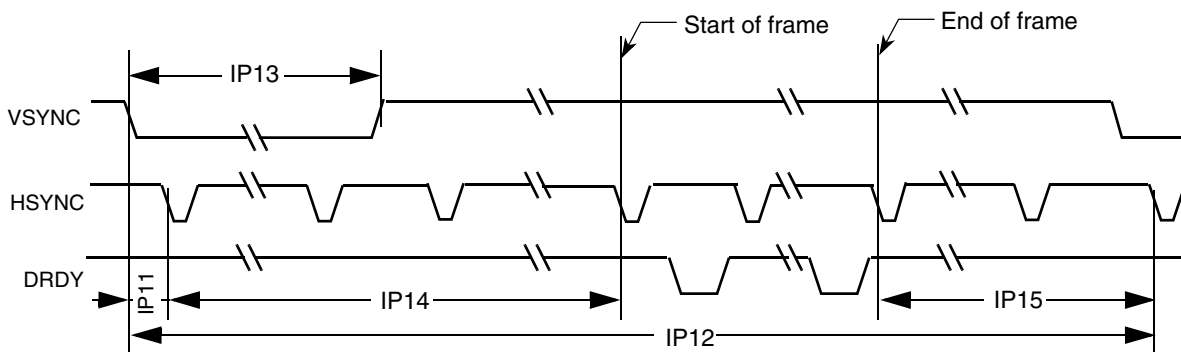 Start of frame
End of frame
IP13
VSYNC
HSYNC
DRDY
IP11
IP14
IP15
IP12